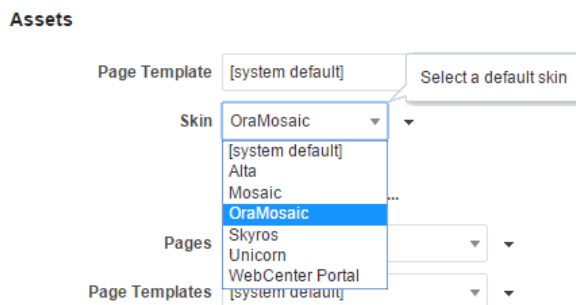 Assets
Page Template [system default]
Select a default skin
Skin OraMosaic
[system default]
Alta
Mosaic
...
OraMosaic
Skyros
Pages
Unicorn
WebCenter Portal
Page Templates [system default]